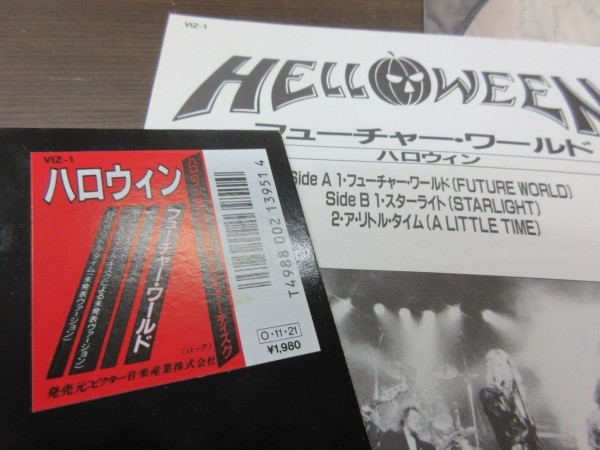 VIZ-1
HELLOWEEN
フューチャー・ワールド
ハロウィン
Side A 1・フューチャー・ワールド(FUTURE WORLD)
Side B 1・スターライト(STARLIGHT)
2・ア・リトル・タイム(A LITTLE TIME)
VIZ-1
ハロウィン
フューチャー・ワールド
(ロック)
T4988 002 13951 4
O・11・21
¥1,980
発売元:ビクター音楽産業株式会社